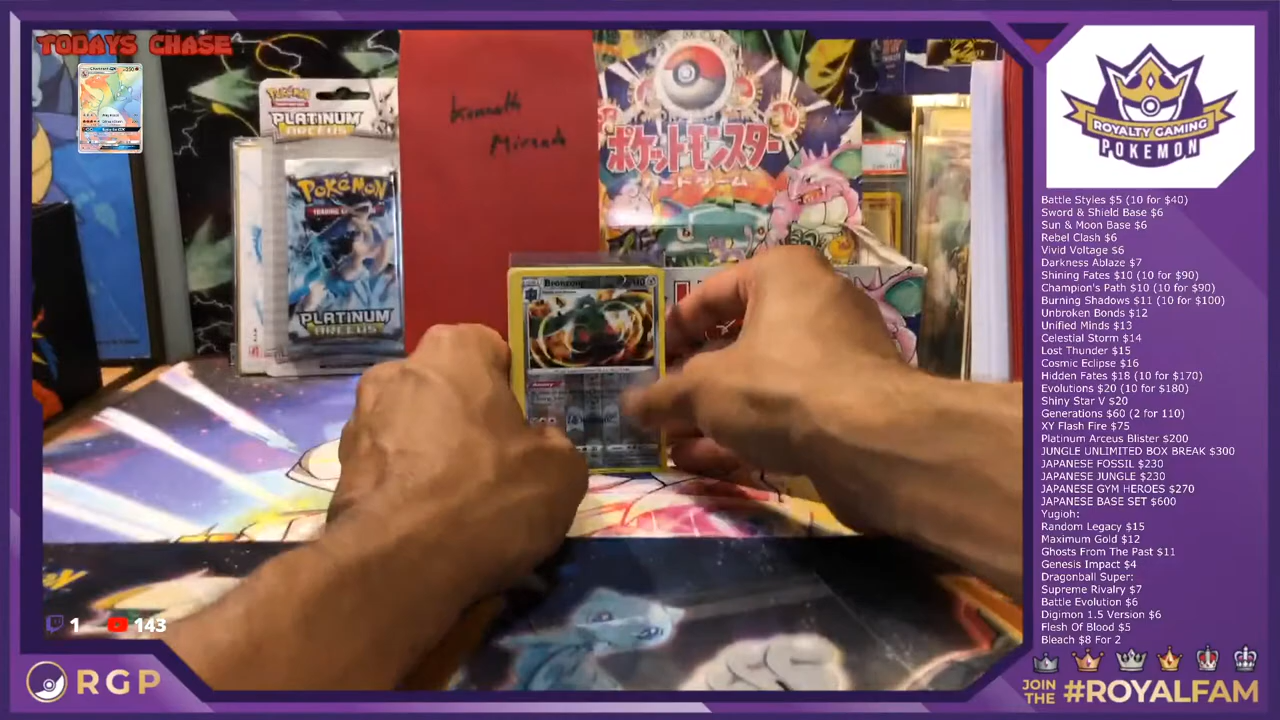 TODAYS CHASE
Pokémon
PLATINUM
ARCEUS
POKÉMON
PLATINUM
ARCEUS
ポケットモンスター
カードゲーム
Bronzong
ROYALTY GAMING
POKEMON
Battle Styles $5 (10 for $40)
Sword & Shield Base $6
Sun & Moon Base $6
Rebel Clash $6
Vivid Voltage $6
Darkness Ablaze $7
Shining Fates $10 (10 for $90)
Champion's Path $10 (10 for $90)
Burning Shadows $11 (10 for $100)
Unbroken Bonds $12
Unified Minds $13
Celestial Storm $14
Lost Thunder $15
Cosmic Eclipse $16
Hidden Fates $18 (10 for $170)
Evolutions $20 (10 for $180)
Shiny Star V $20
Generations $60 (2 for 110)
XY Flash Fire $75
Platinum Arceus Blister $200
JUNGLE UNLIMITED BOX BREAK $300
JAPANESE FOSSIL $230
JAPANESE JUNGLE $230
JAPANESE GYM HEROES $270
JAPANESE BASE SET $600
Yugioh:
Random Legacy $15
Maximum Gold $12
Ghosts From The Past $11
Genesis Impact $4
Dragonball Super:
Supreme Rivalry $7
Battle Evolution $6
Digimon 1.5 Version $6
Flesh Of Blood $5
Bleach $8 For 2
1
143
RGP
JOIN
THE #ROYALFAM